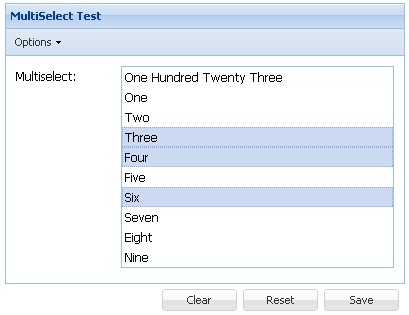 MultiSelect Test
Options
Multiselect:
One Hundred Twenty Three
One
Two
Three
Four
Five
Six
Seven
Eight
Nine
Clear Reset Save